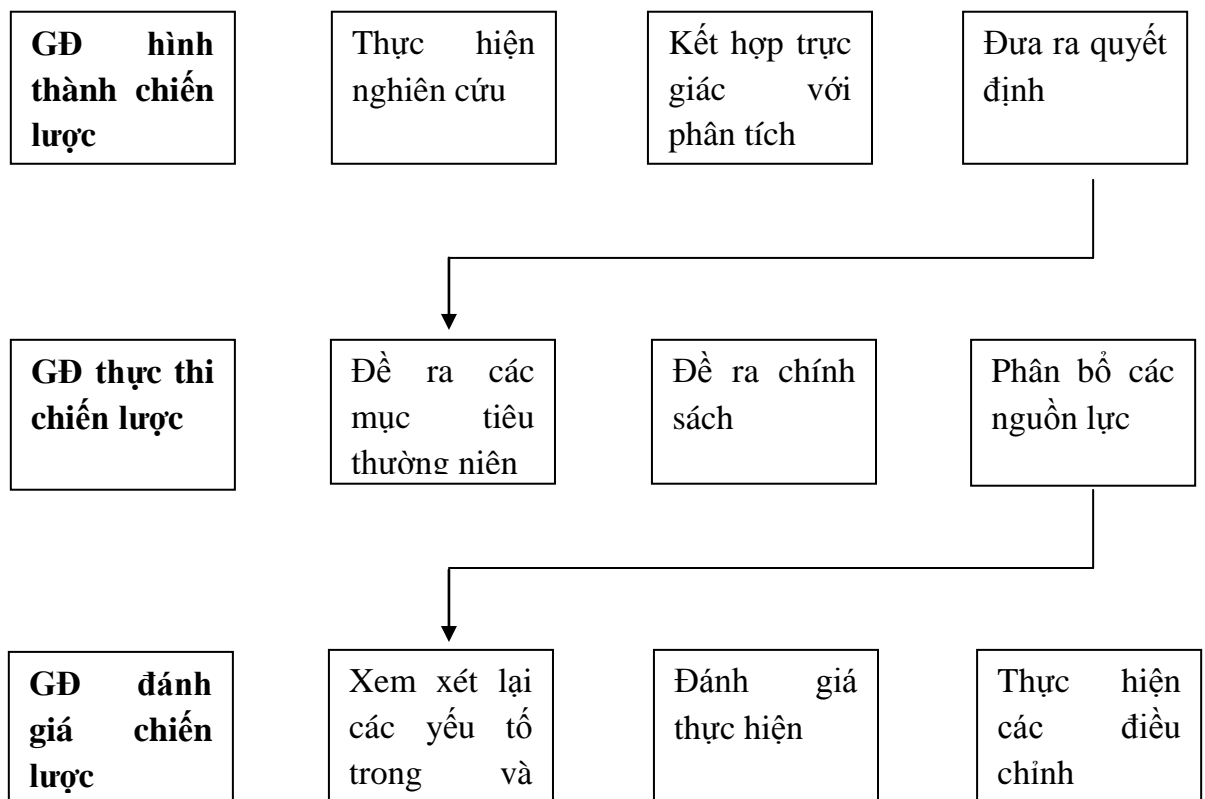 GĐ hình
thành chiến
lược
Thực hiện
nghiên cứu
Kết hợp trực
giác với
phân tích
Đưa ra quyết
định
GĐ thực thi
chiến lược
Đề ra các
mục tiêu
thường niên
Đề ra chính
sách
Phân bổ các
nguồn lực
GĐ đánh
giá chiến
lược
Xem xét lại
các yếu tố
trong và
Đánh giá
thực hiện
Thực hiện
các điều
chỉnh